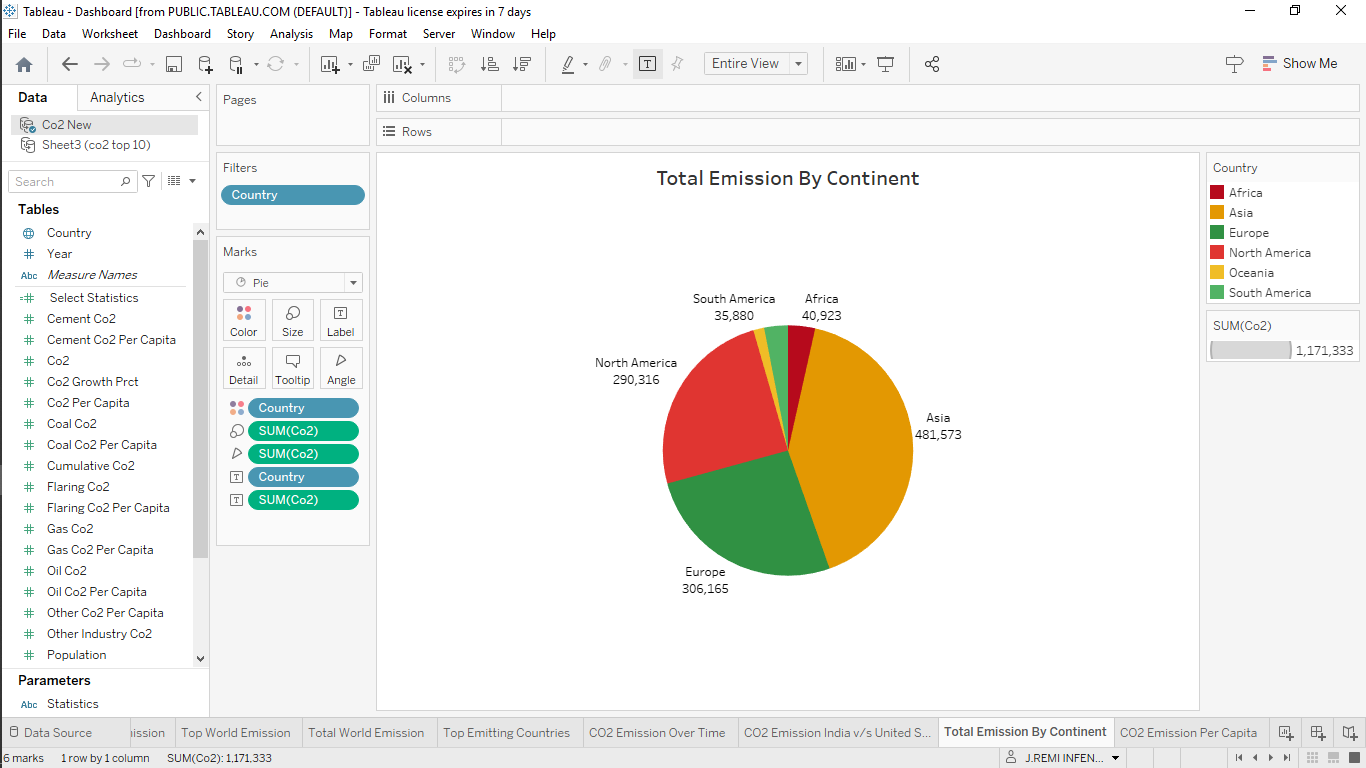 Tableau - Dashboard [from PUBLIC.TABLEAU.COM (DEFAULT)] - Tableau license expires in 7 days
File Data Worksheet Dashboard Story Analysis Map Format Server Window Help
Entire View
Show Me
Data Analytics
Co2 New
Sheet3 (co2 top 10)
Search
Tables
Country
Year
Abc Measure Names
Select Statistics
Cement Co2
Cement Co2 Per Capita
Co2
Co2 Growth Prct
Co2 Per Capita
Coal Co2
Coal Co2 Per Capita
Cumulative Co2
Flaring Co2
Flaring Co2 Per Capita
Gas Co2
Gas Co2 Per Capita
Oil Co2
Oil Co2 Per Capita
Other Co2 Per Capita
Other Industry Co2
Population
Parameters
Abc Statistics
Pages
Filters
Country
Marks
Pie
Color Size Label
Detail Tooltip Angle
Country
SUM(Co2)
SUM(Co2)
Country
SUM(Co2)
Columns
Rows
Total Emission By Continent
South America
35,880
Africa
40,923
North America
290,316
Asia
481,573
Europe
306,165
Country
Africa
Asia
Europe
North America
Oceania
South America
SUM(Co2)
1,171,333
Data Source ission Top World Emission Total World Emission Top Emitting Countries CO2 Emission Over Time CO2 Emission India v/s United S... Total Emission By Continent CO2 Emission Per Capita
6 marks 1 row by 1 column SUM(Co2): 1,171,333 J.REMI INFEN...